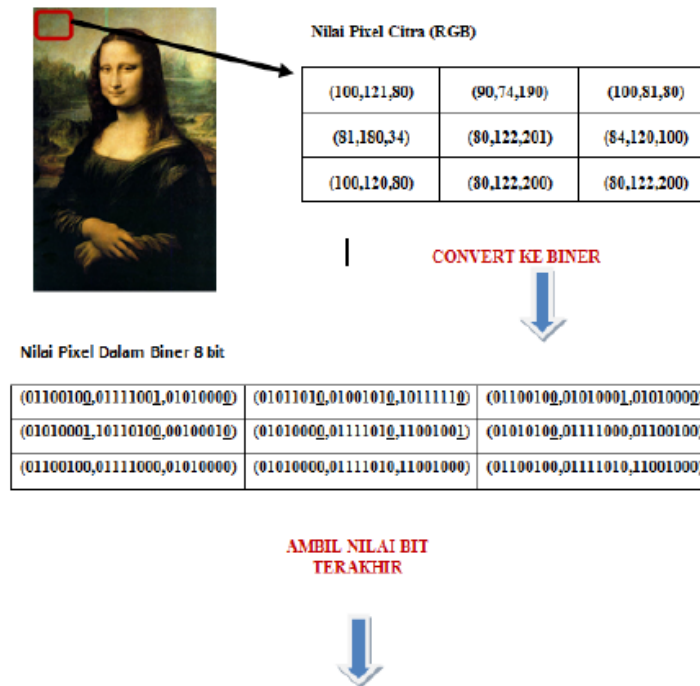 Nilai Pixel Citra (RGB)
(100,121,80) (90,74,190) (100,81,80)
(81,180,34) (80,122,201) (84,120,100)
(100,120,80) (80,122,200) (80,122,200)
CONVERT KE BINER
Nilai Pixel Dalam Biner 8 bit
(01100100,01111001,01010000) (01011010,01001010,10111110) (01100100,01010001,01010000)
(01010001,10110100,00100010) (01010000,01111010,11001001) (01010100,01111000,01100100)
(01100100,01111000,01010000) (01010000,01111010,11001000) (01100100,01111010,11001000)
AMBIL NILAI BIT
TERAKHIR